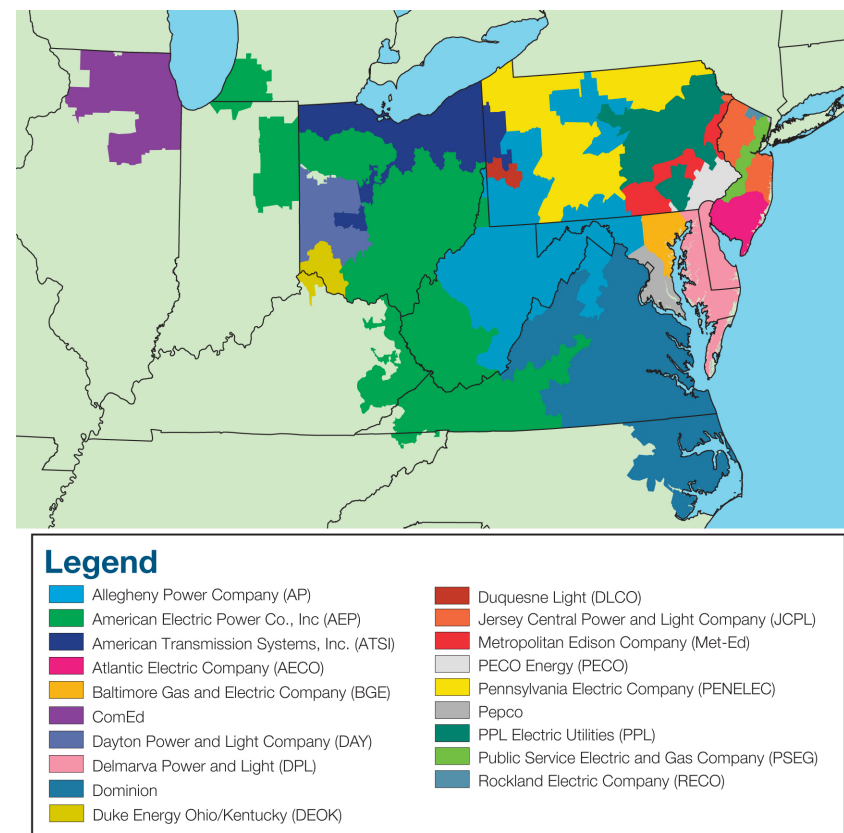 Legend
Allegheny Power Company (AP)
American Electric Power Co., Inc (AEP)
American Transmission Systems, Inc. (ATSI)
Atlantic Electric Company (AECO)
Baltimore Gas and Electric Company (BGE)
ComEd
Dayton Power and Light Company (DAY)
Delmarva Power and Light (DPL)
Dominion
Duke Energy Ohio/Kentucky (DEOK)
Duquesne Light (DLCO)
Jersey Central Power and Light Company (JCPL)
Metropolitan Edison Company (Met-Ed)
PECO Energy (PECO)
Pennsylvania Electric Company (PENELEC)
Pepco
PPL Electric Utilities (PPL)
Public Service Electric and Gas Company (PSEG)
Rockland Electric Company (RECO)